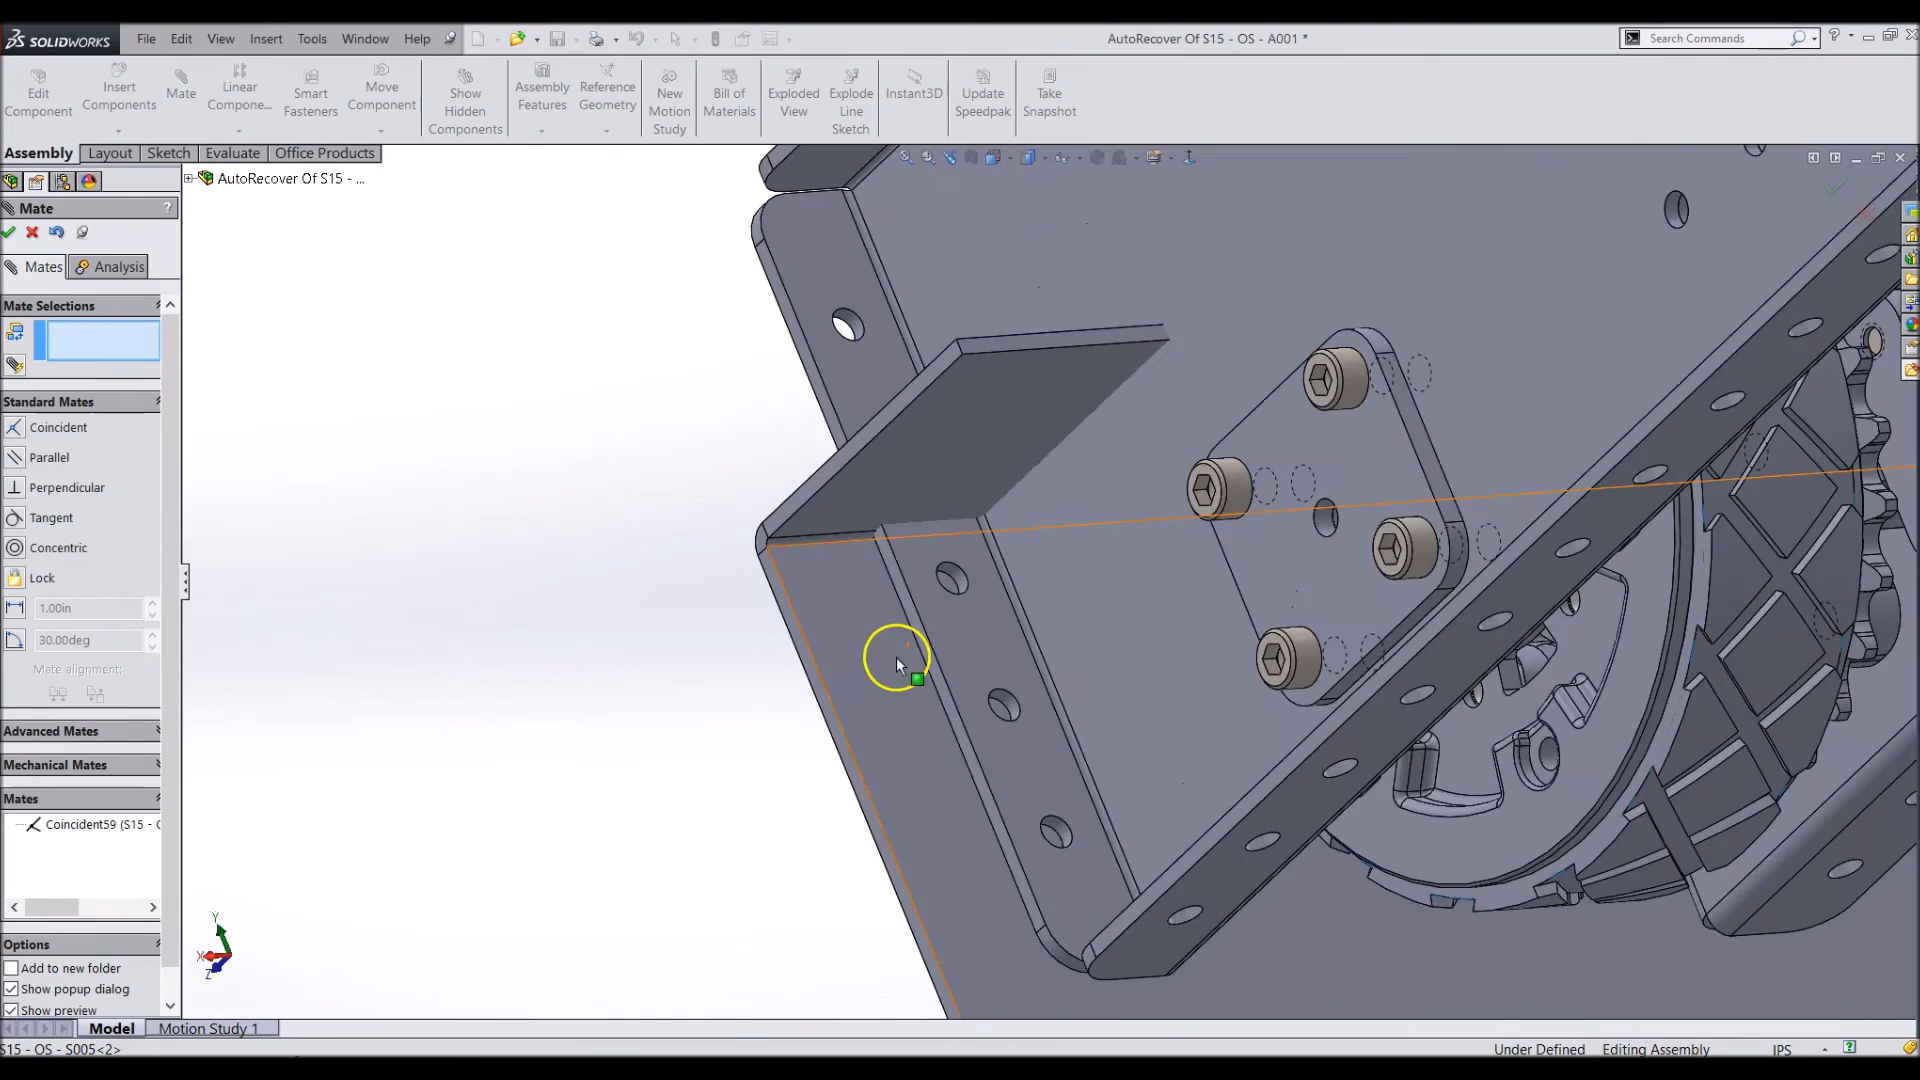 SOLIDWORKS File Edit View Insert Tools Window Help AutoRecover Of S15 - OS - A001 * Search Commands ?
Edit Component
Insert Components
Mate
Linear Compone...
Smart Fasteners
Move Component
Show Hidden Components
Assembly Features
Reference Geometry
New Motion Study
Bill of Materials
Exploded View
Explode Line Sketch
Instant3D
Update Speedpak
Take Snapshot
Assembly Layout Sketch Evaluate Office Products
AutoRecover Of S15 - ...
Mate ?
Mates Analysis
Mate Selections
Standard Mates
Coincident
Parallel
Perpendicular
Tangent
Concentric
Lock
1.00in
30.00deg
Mate alignment:
Advanced Mates
Mechanical Mates
Mates
Coincident59 (S15 - 
Options
Add to new folder
Show popup dialog
Show preview
Y
X
Z
Model Motion Study 1
S15 - OS - S005<2> Under Defined Editing Assembly IPS ?